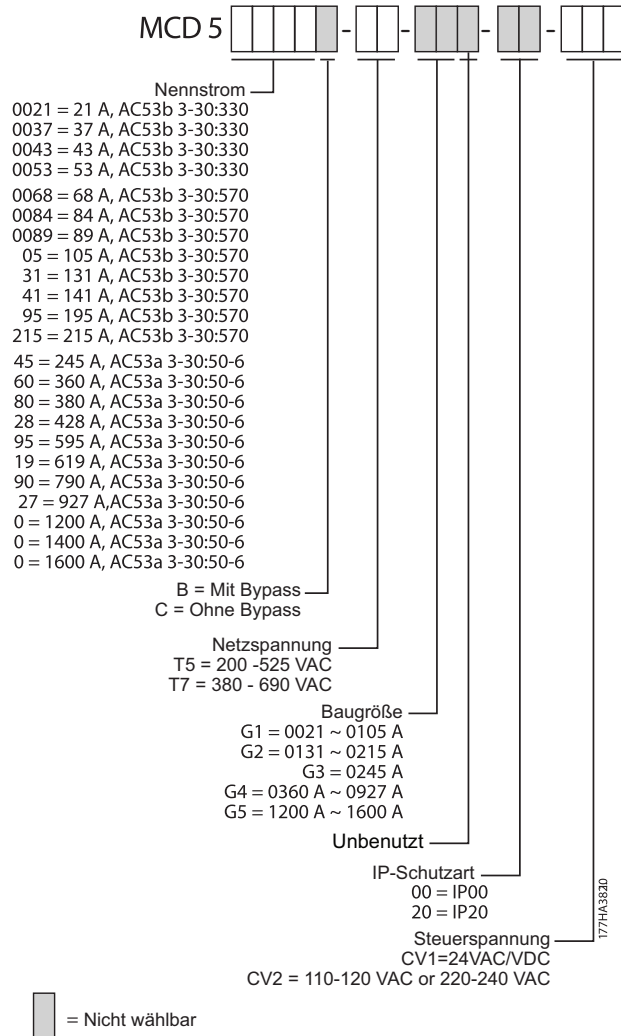 MCD 5 - - - -
Nennstrom
0021 = 21 A, AC53b 3-30:330
0037 = 37 A, AC53b 3-30:330
0043 = 43 A, AC53b 3-30:330
0053 = 53 A, AC53b 3-30:330
0068 = 68 A, AC53b 3-30:570
0084 = 84 A, AC53b 3-30:570
0089 = 89 A, AC53b 3-30:570
05 = 105 A, AC53b 3-30:570
31 = 131 A, AC53b 3-30:570
41 = 141 A, AC53b 3-30:570
95 = 195 A, AC53b 3-30:570
215 = 215 A, AC53b 3-30:570
45 = 245 A, AC53a 3-30:50-6
60 = 360 A, AC53a 3-30:50-6
80 = 380 A, AC53a 3-30:50-6
28 = 428 A, AC53a 3-30:50-6
95 = 595 A, AC53a 3-30:50-6
19 = 619 A, AC53a 3-30:50-6
90 = 790 A, AC53a 3-30:50-6
27 = 927 A,AC53a 3-30:50-6
0 = 1200 A, AC53a 3-30:50-6
0 = 1400 A, AC53a 3-30:50-6
0 = 1600 A, AC53a 3-30:50-6
B = Mit Bypass
C = Ohne Bypass
Netzspannung
T5 = 200 -525 VAC
T7 = 380 - 690 VAC
Baugröße
G1 = 0021 ~ 0105 A
G2 = 0131 ~ 0215 A
G3 = 0245 A
G4 = 0360 A ~ 0927 A
G5 = 1200 A ~ 1600 A
Unbenutzt
IP-Schutzart
00 = IP00
20 = IP20
Steuerspannung
CV1=24VAC/VDC
CV2 = 110-120 VAC or 220-240 VAC
= Nicht wählbar